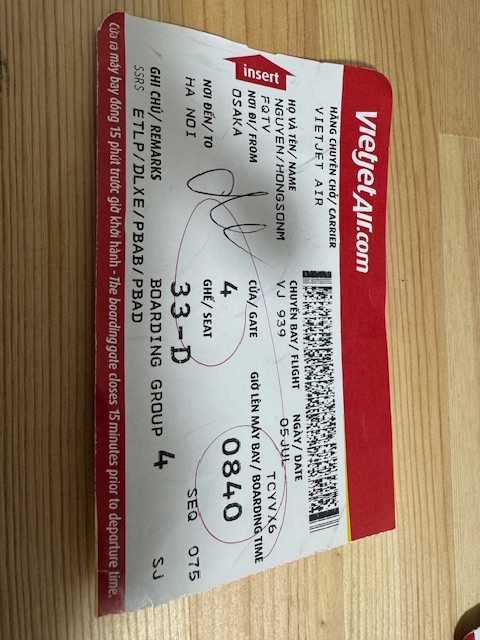 vietjetAir.com
HÃNG CHUYÊN CHỞ/ CARRIER
VIETJET AIR
insert
HỌ VÀ TÊN/ NAME
NGUYEN/HONGSONM
FQTV
CHUYẾN BAY/ FLIGHT
VJ 939
NGÀY/ DATE
05JUL
TCYVX6
NƠI ĐI/ FROM
OSAKA
CỬA/ GATE
4
GIỜ LÊN MÁY BAY/ BOARDING TIME
0840
NƠI ĐẾN/ TO
HA NOI
GHẾ/ SEAT
33-D
SEQ 075
GHI CHÚ/ REMARKS
BOARDING GROUP 4
SJ
SSRS ETLP/DLXE/PBAB/PBAD
Cửa ra máy bay đóng 15 phút trước giờ khởi hành - The boarding gate closes 15 minutes prior to departure time.